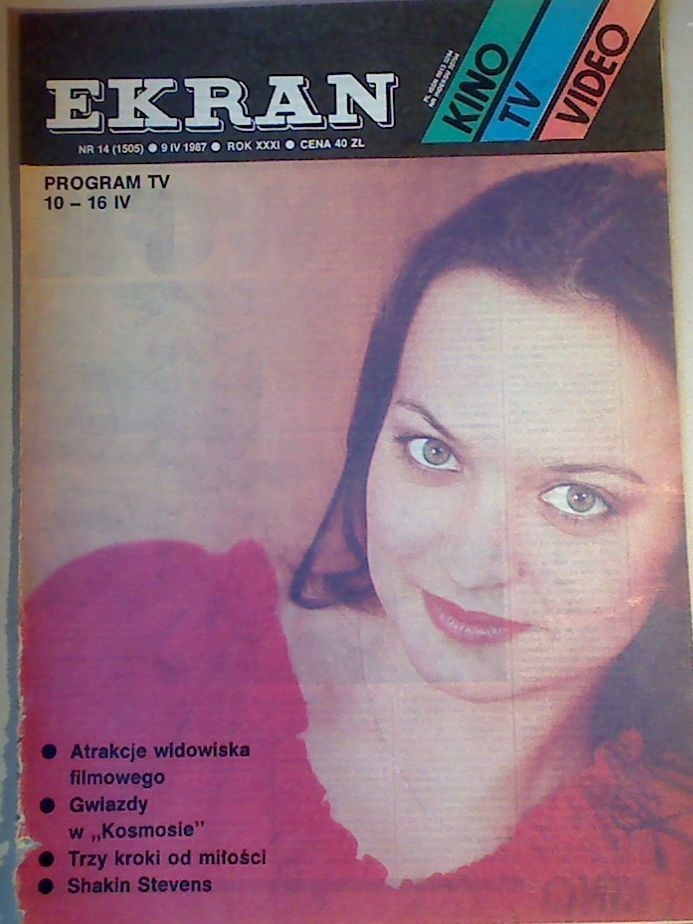 EKRAN
KINO
TV
VIDEO
NR 14 (1505) ● 9 IV 1987 ● ROK XXXI ● CENA 40 ZL
PROGRAM TV
10 – 16 IV
● Atrakcje widowiska
filmowego
● Gwiazdy
w „Kosmosie”
● Trzy kroki od miłości
● Shakin Stevens